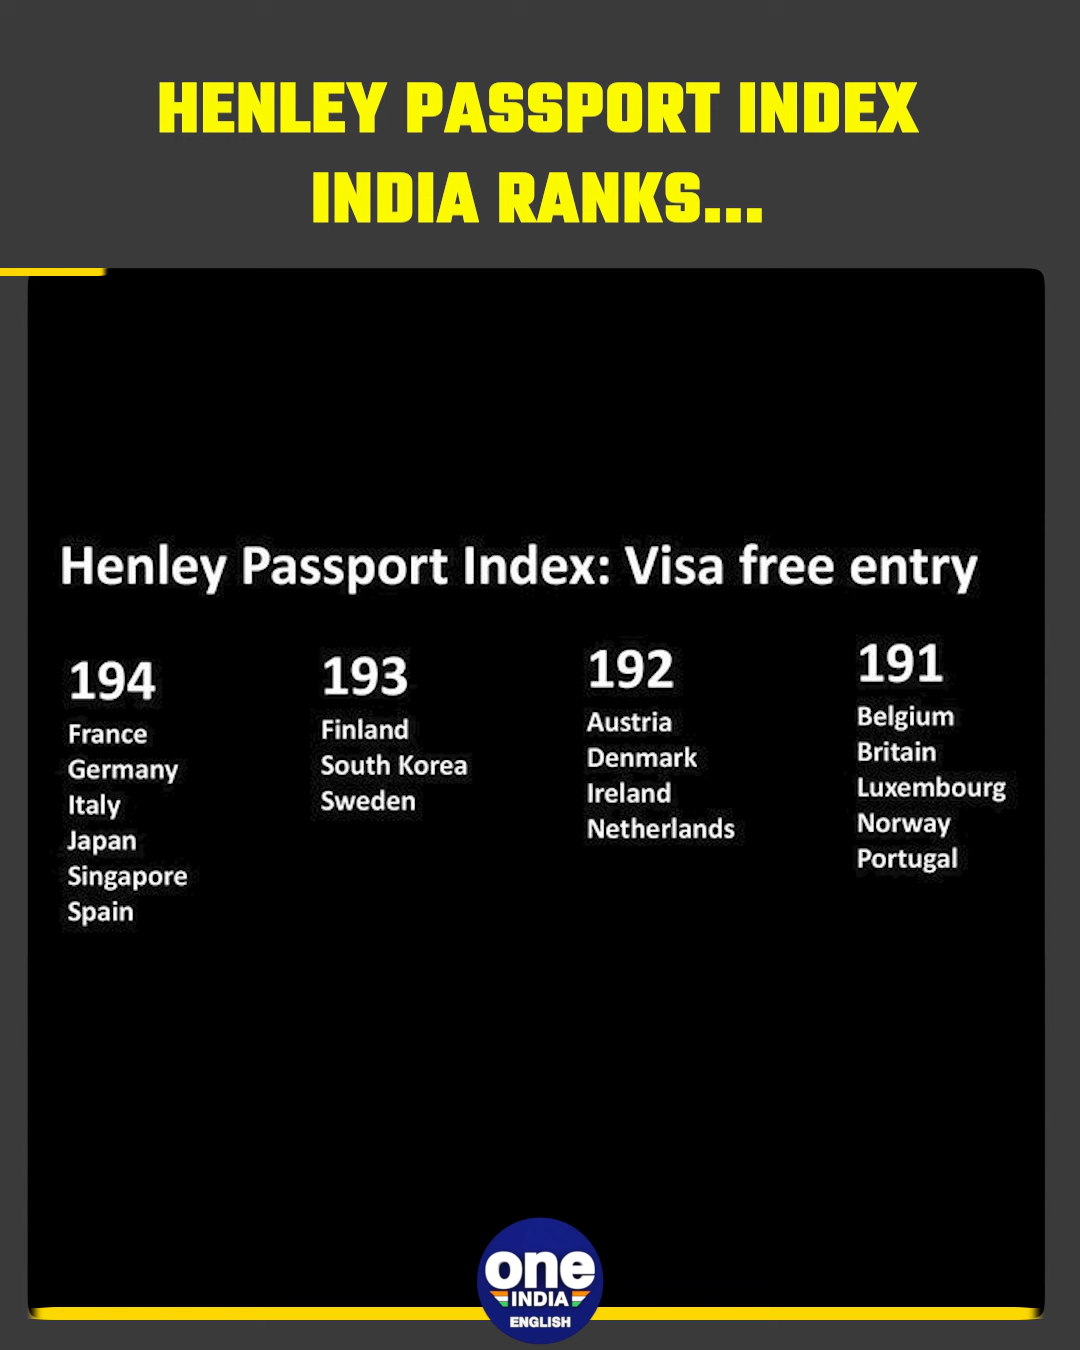 HENLEY PASSPORT INDEX
INDIA RANKS...
Henley Passport Index: Visa free entry
194
France
Germany
Italy
Japan
Singapore
Spain
193
Finland
South Korea
Sweden
192
Austria
Denmark
Ireland
Netherlands
191
Belgium
Britain
Luxembourg
Norway
Portugal
one
INDIA
ENGLISH